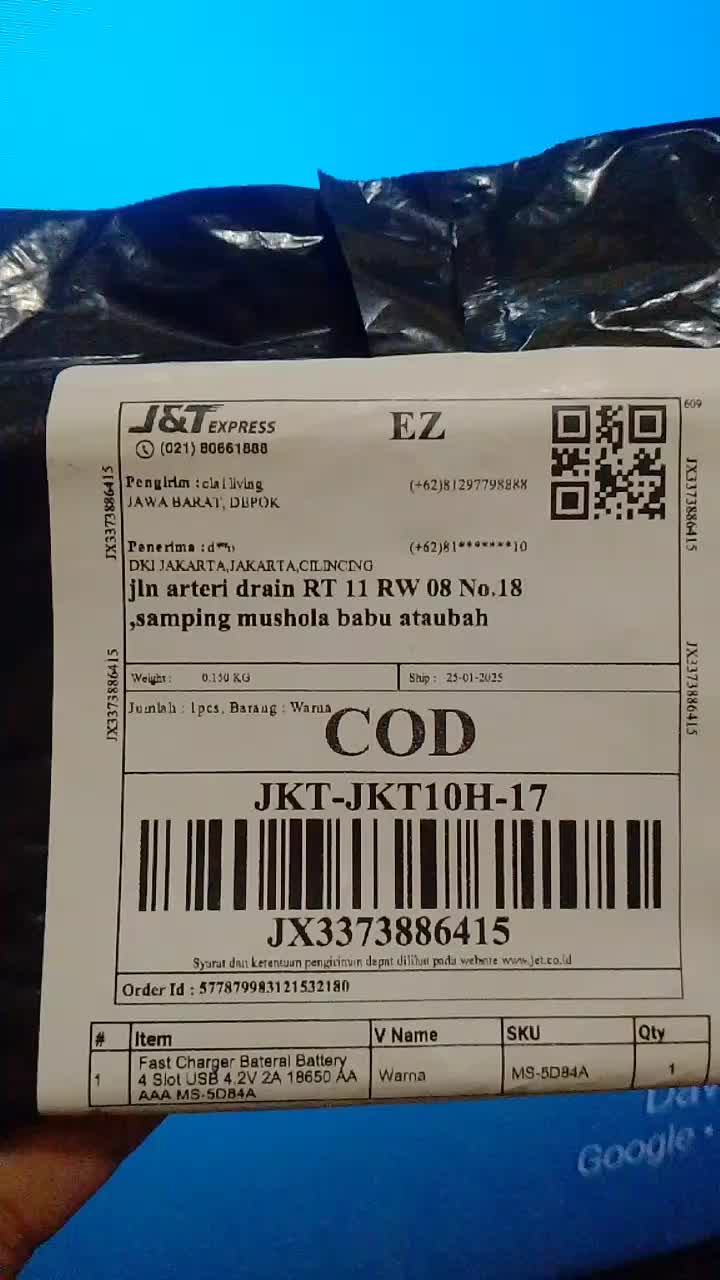 J&T EXPRESS
EZ
(021) 80661888
609
Pengirim : clai living (+62)81297798888
JAWA BARAT, DEPOK
Penerima : d***n (+62)81*******10
DKI JAKARTA,JAKARTA,CILINCING
jln arteri drain RT 11 RW 08 No.18
,samping mushola babu ataubah
JX3373886415
JX3373886415
JX3373886415
JX3373886415
Weight : 0.150 KG Ship : 25-01-2025
Jumlah : 1pcs, Barang : Warna
COD
JKT-JKT10H-17
JX3373886415
Syarat dan ketentuan pengiriman dapat dilihat pada website www.jet.co.id
Order Id : 577879983121532180
# Item V Name SKU Qty
1 Fast Charger Baterai Battery 4 Slot USB 4.2V 2A 18650 AA AAA MS-5D84A Warna MS-5D84A 1
Google